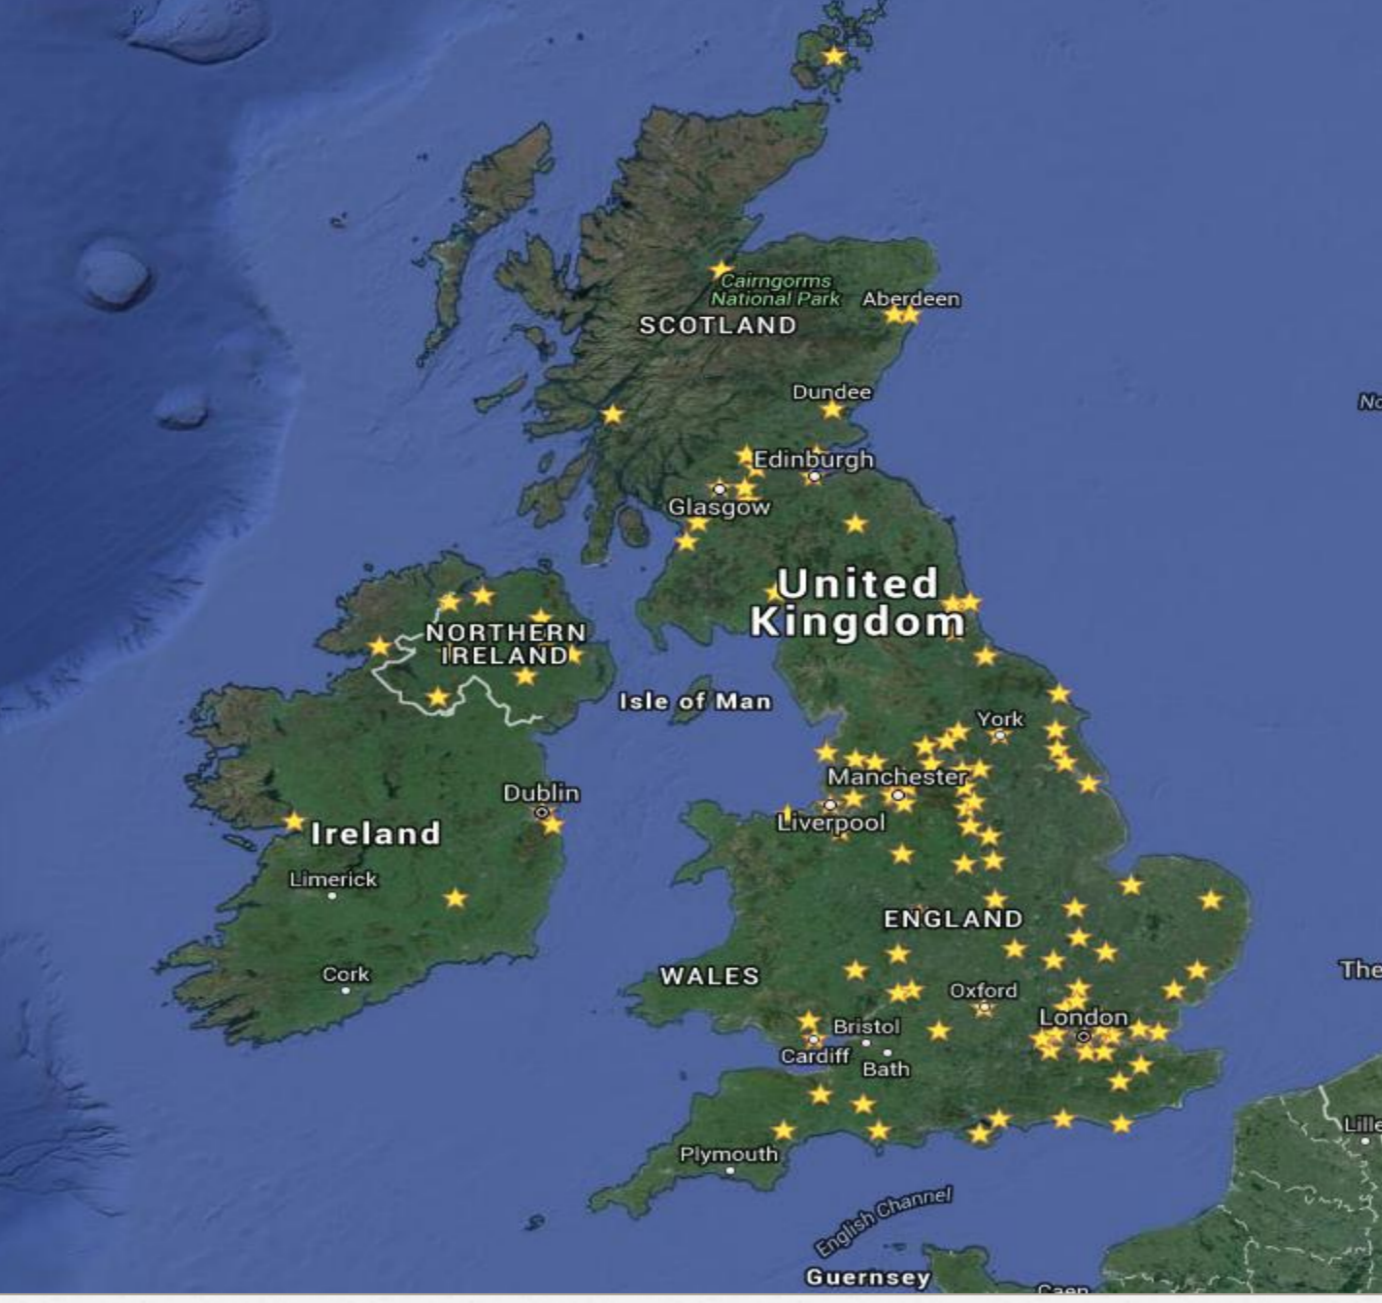 Cairngorms
National Park
Aberdeen
SCOTLAND
Dundee
No
Edinburgh
Glasgow
United
Kingdom
NORTHERN
IRELAND
Isle of Man
York
Manchester
Dublin
Liverpool
Ireland
Limerick
ENGLAND
Cork
WALES
The
Oxford
London
Bristol
Cardiff
Bath
Lille
Plymouth
English Channel
Guernsey
Caen